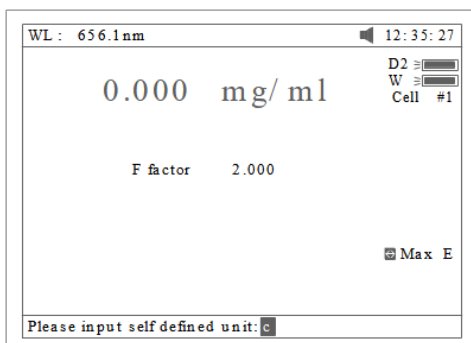 WL: 656.1nm 12:35:27
D2
W
Cell #1
0.000 mg/ml
F factor 2.000
Max E
Please input self defined unit: c